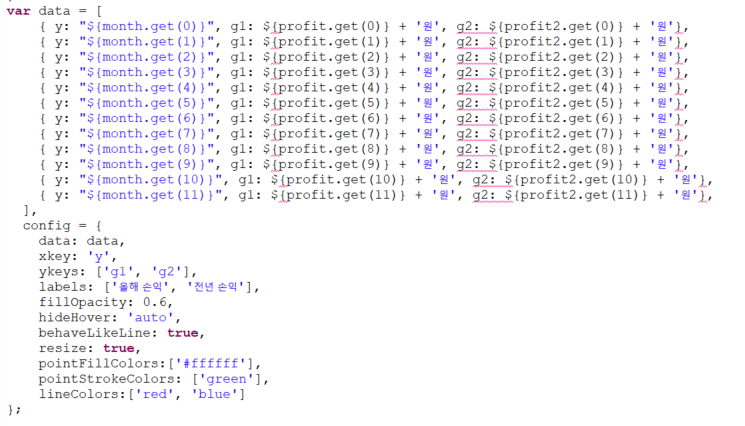 var data = [
    { y: "${month.get(0)}", g1: ${profit.get(0)} + '원', g2: ${profit2.get(0)} + '원'},
    { y: "${month.get(1)}", g1: ${profit.get(1)} + '원', g2: ${profit2.get(1)} + '원'},
    { y: "${month.get(2)}", g1: ${profit.get(2)} + '원', g2: ${profit2.get(2)} + '원'},
    { y: "${month.get(3)}", g1: ${profit.get(3)} + '원', g2: ${profit2.get(3)} + '원'},
    { y: "${month.get(4)}", g1: ${profit.get(4)} + '원', g2: ${profit2.get(4)} + '원'},
    { y: "${month.get(5)}", g1: ${profit.get(5)} + '원', g2: ${profit2.get(5)} + '원'},
    { y: "${month.get(6)}", g1: ${profit.get(6)} + '원', g2: ${profit2.get(6)} + '원'},
    { y: "${month.get(7)}", g1: ${profit.get(7)} + '원', g2: ${profit2.get(7)} + '원'},
    { y: "${month.get(8)}", g1: ${profit.get(8)} + '원', g2: ${profit2.get(8)} + '원'},
    { y: "${month.get(9)}", g1: ${profit.get(9)} + '원', g2: ${profit2.get(9)} + '원'},
    { y: "${month.get(10)}", g1: ${profit.get(10)} + '원', g2: ${profit2.get(10)} + '원'},
    { y: "${month.get(11)}", g1: ${profit.get(11)} + '원', g2: ${profit2.get(11)} + '원'},
  ],
  config = {
    data: data,
    xkey: 'y',
    ykeys: ['g1', 'g2'],
    labels: ['올해 손익', '전년 손익'],
    fillOpacity: 0.6,
    hideHover: 'auto',
    behaveLikeLine: true,
    resize: true,
    pointFillColors:['#ffffff'],
    pointStrokeColors: ['green'],
    lineColors:['red', 'blue']
};